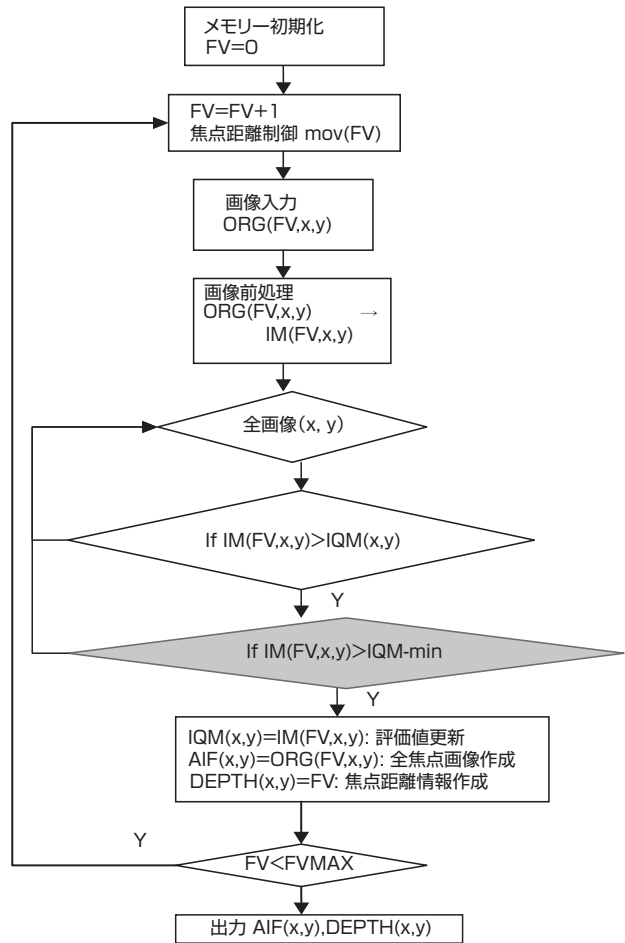 メモリー初期化
FV=0
FV=FV+1
焦点距離制御 mov(FV)
画像入力
ORG(FV,x,y)
画像前処理
ORG(FV,x,y) →
IM(FV,x,y)
全画像(x, y)
If IM(FV,x,y)>IQM(x,y)
Y
If IM(FV,x,y)>IQM-min
Y
IQM(x,y)=IM(FV,x,y): 評価値更新
AIF(x,y)=ORG(FV,x,y): 全焦点画像作成
DEPTH(x,y)=FV: 焦点距離情報作成
Y
FV<FVMAX
出力 AIF(x,y),DEPTH(x,y)